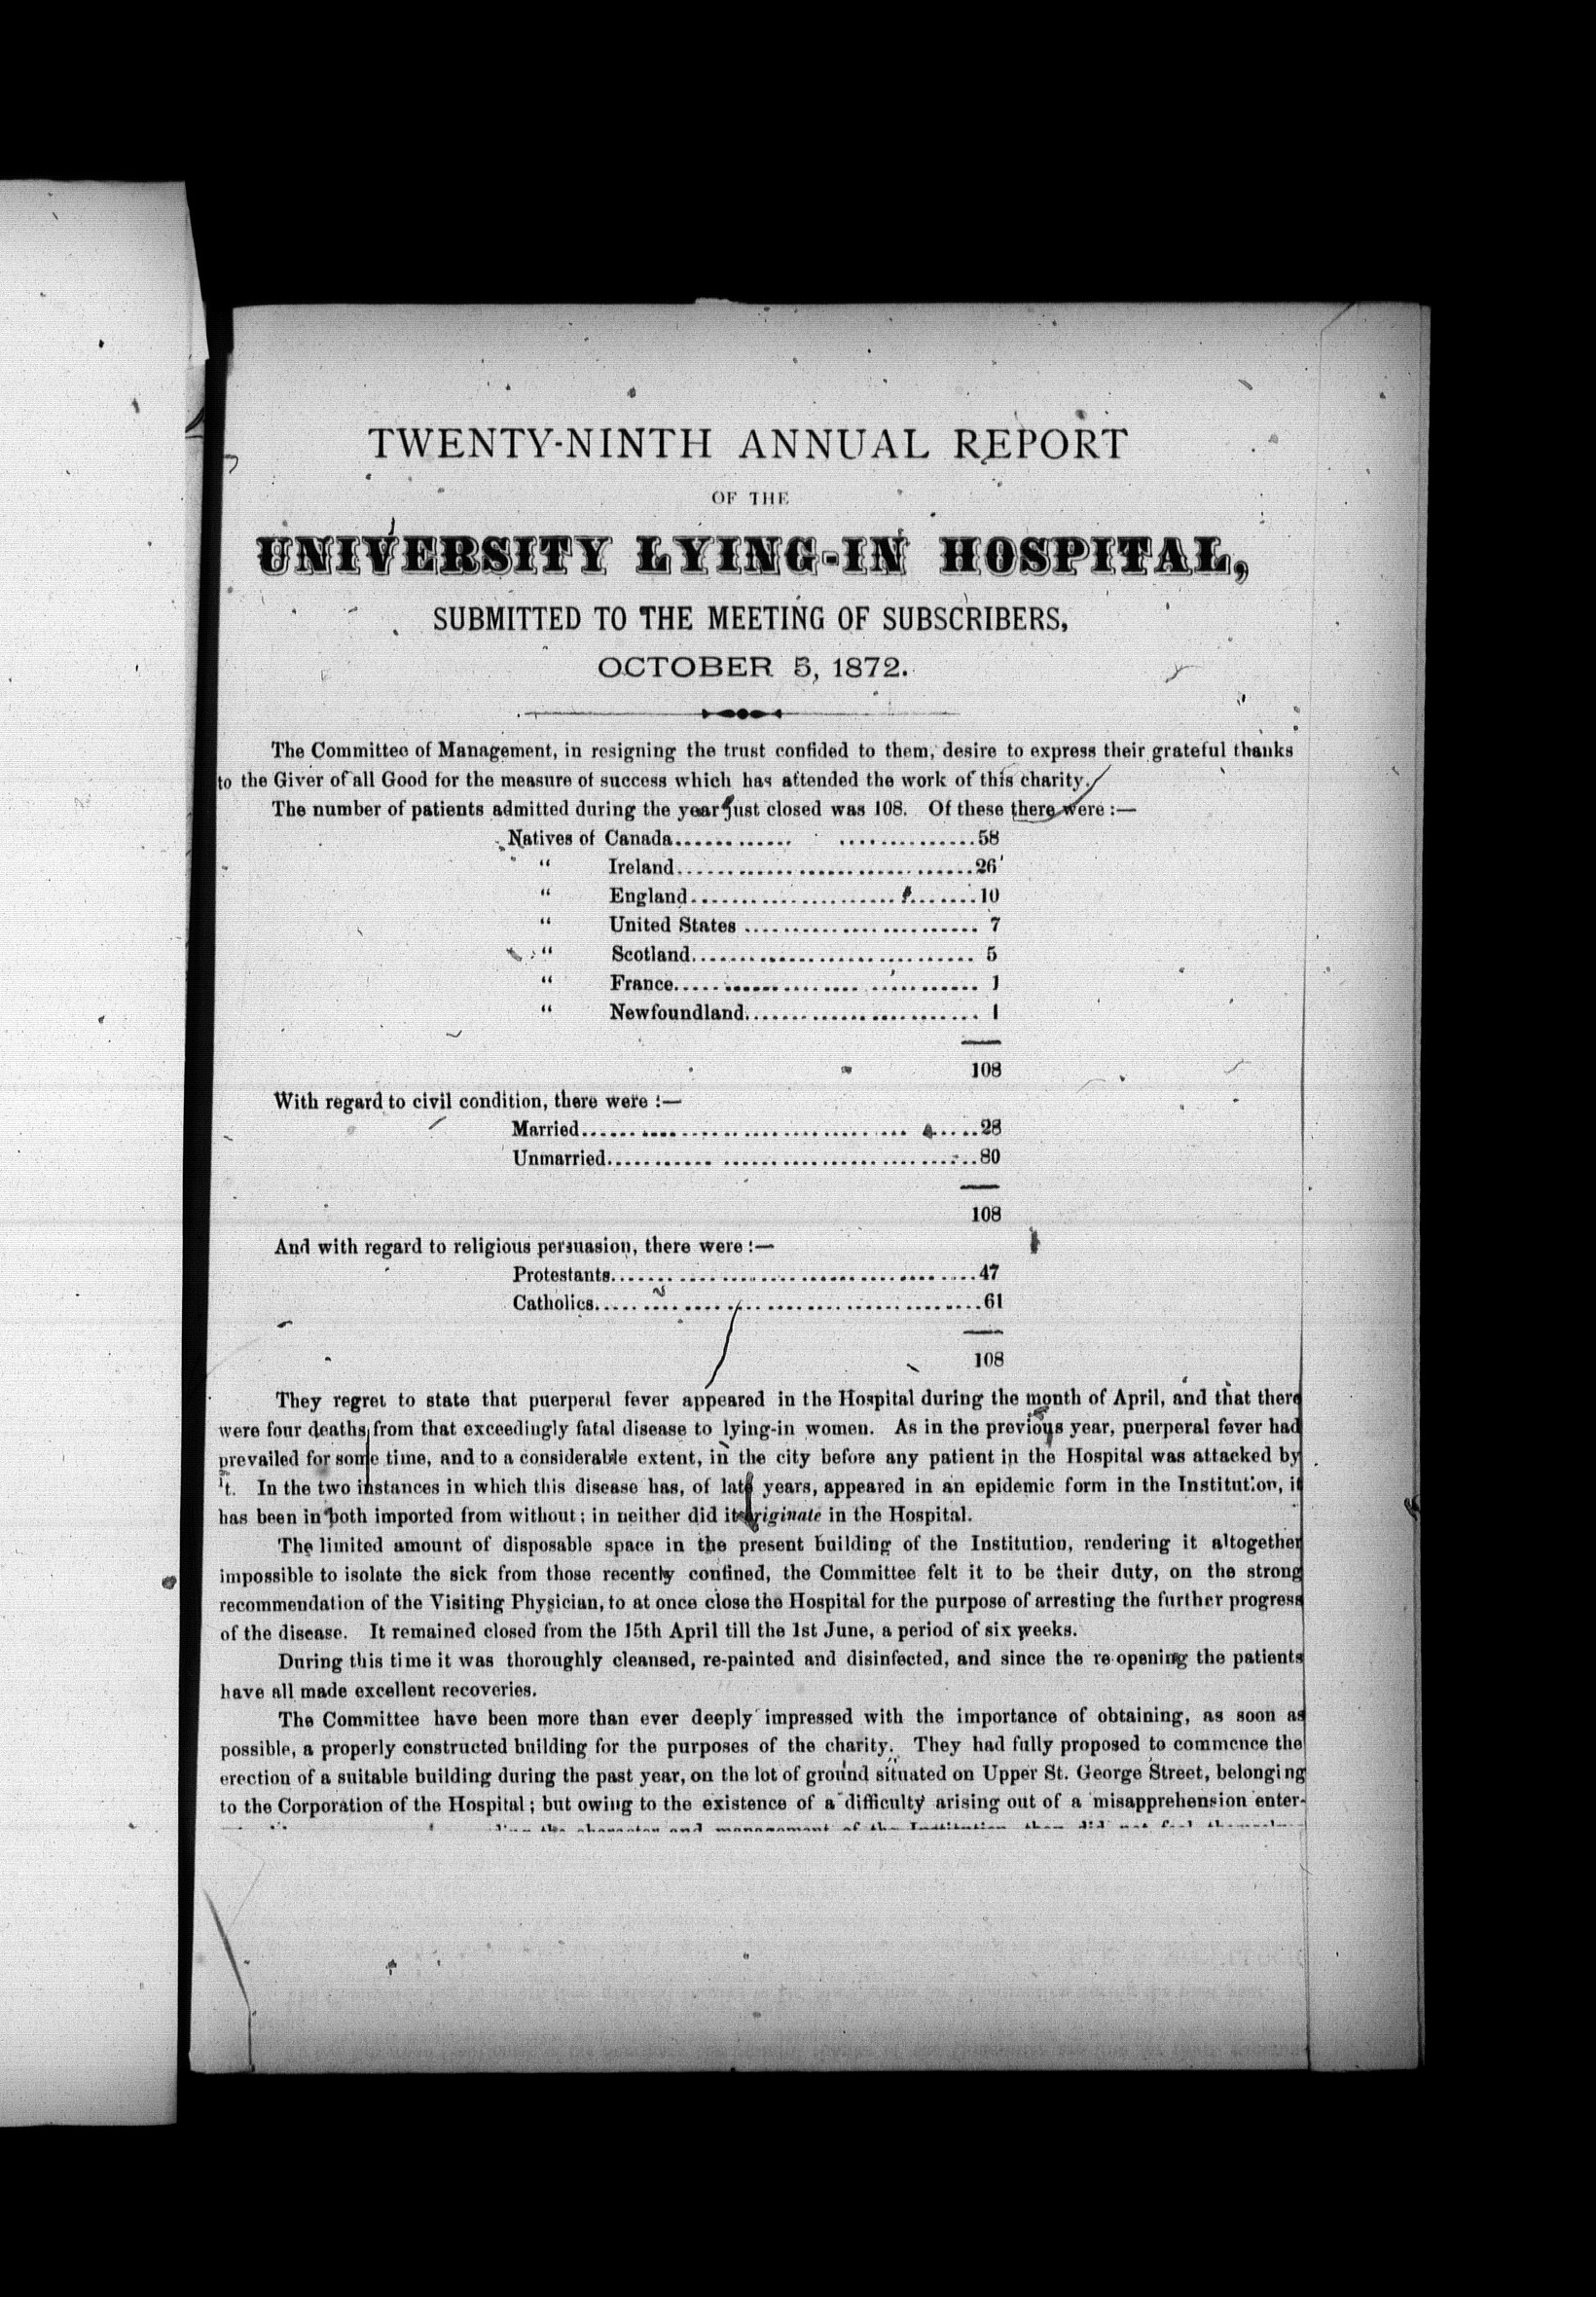 TWENTY-NINTH ANNUAL REPORT
OF THE
UNIVERSITY LYING-IN HOSPITAL,
SUBMITTED TO THE MEETING OF SUBSCRIBERS,
OCTOBER 5, 1872.
The Committee of Management, in resigning the trust confided to them, desire to express their grateful thanks
to the Giver of all Good for the measure of success which has attended the work of this charity.
The number of patients admitted during the year just closed was 108. Of these there were :—
Natives of Canada............ ..............58
" Ireland..............................26
" England..............................10
" United States ........................ 7
" Scotland............................. 5
" France............................... 1
" Newfoundland........................ 1
108
With regard to civil condition, there were :—
Married........................................28
Unmarried......................................80
108
And with regard to religious persuasion, there were :—
Protestants.....................................47
Catholics.......................................61
108
They regret to state that puerperal fever appeared in the Hospital during the month of April, and that there
were four deaths from that exceedingly fatal disease to lying-in women. As in the previous year, puerperal fever had
prevailed for some time, and to a considerable extent, in the city before any patient in the Hospital was attacked by
it. In the two instances in which this disease has, of late years, appeared in an epidemic form in the Institution, it
has been in both imported from without; in neither did it originate in the Hospital.
The limited amount of disposable space in the present building of the Institution, rendering it altogether
impossible to isolate the sick from those recently confined, the Committee felt it to be their duty, on the strong
recommendation of the Visiting Physician, to at once close the Hospital for the purpose of arresting the further progress
of the disease. It remained closed from the 15th April till the 1st June, a period of six weeks.
During this time it was thoroughly cleansed, re-painted and disinfected, and since the re-opening the patients
have all made excellent recoveries.
The Committee have been more than ever deeply impressed with the importance of obtaining, as soon as
possible, a properly constructed building for the purposes of the charity. They had fully proposed to commence the
erection of a suitable building during the past year, on the lot of ground situated on Upper St. George Street, belonging
to the Corporation of the Hospital; but owing to the existence of a difficulty arising out of a misapprehension enter-
the character and management of the Institution, they did not feel